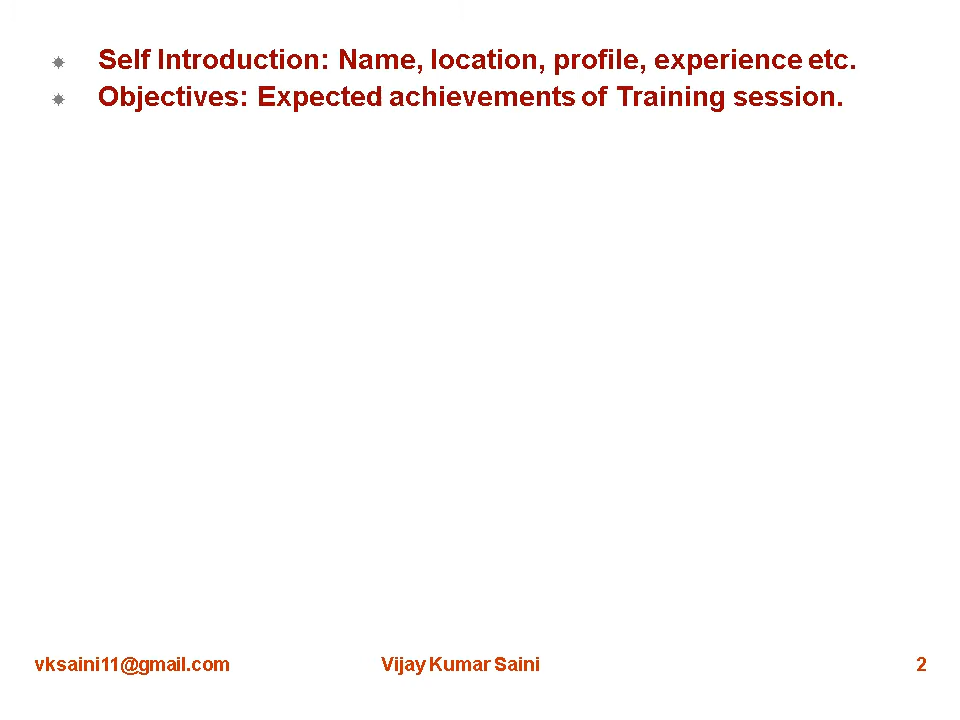 Self Introduction: Name, location, profile, experience etc.
Objectives: Expected achievements of Training session.
vksaini11@gmail.com Vijay Kumar Saini 2